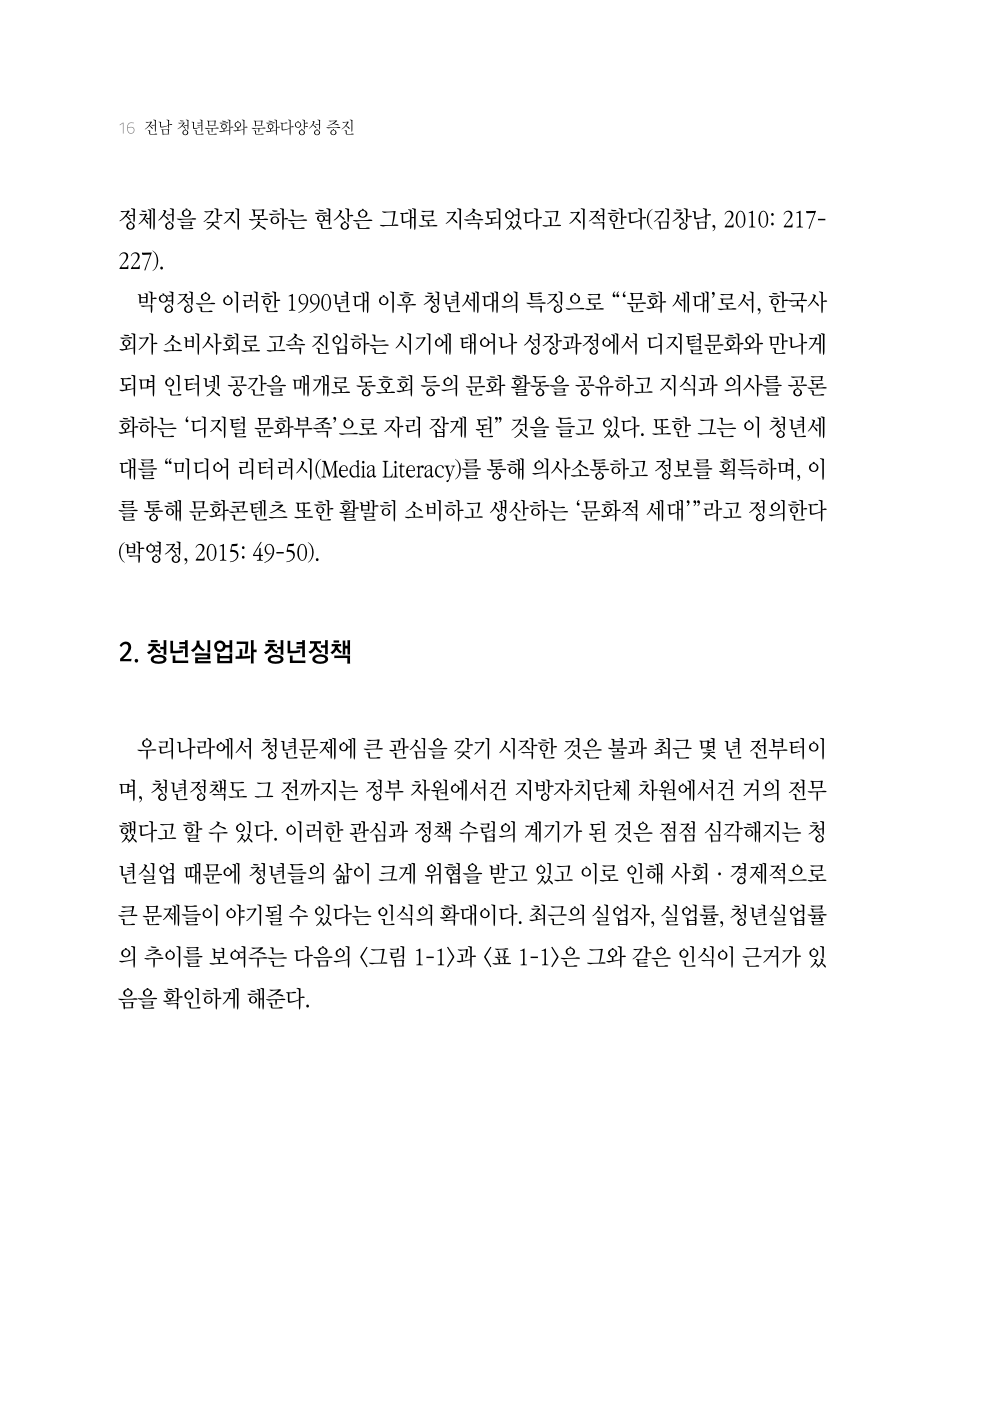 16 전남 청년문화와 문화다양성 증진
정체성을 갖지 못하는 현상은 그대로 지속되었다고 지적한다(김창남, 2010: 217-
227).
박영정은 이러한 1990년대 이후 청년세대의 특징으로 “‘문화 세대’로서, 한국사
회가 소비사회로 고속 진입하는 시기에 태어나 성장과정에서 디지털문화와 만나게
되며 인터넷 공간을 매개로 동호회 등의 문화 활동을 공유하고 지식과 의사를 공론
화하는 ‘디지털 문화부족’으로 자리 잡게 된” 것을 들고 있다. 또한 그는 이 청년세
대를 “미디어 리터러시(Media Literacy)를 통해 의사소통하고 정보를 획득하며, 이
를 통해 문화콘텐츠 또한 활발히 소비하고 생산하는 ‘문화적 세대’”라고 정의한다
(박영정, 2015: 49-50).
2. 청년실업과 청년정책
우리나라에서 청년문제에 큰 관심을 갖기 시작한 것은 불과 최근 몇 년 전부터이
며, 청년정책도 그 전까지는 정부 차원에서건 지방자치단체 차원에서건 거의 전무
했다고 할 수 있다. 이러한 관심과 정책 수립의 계기가 된 것은 점점 심각해지는 청
년실업 때문에 청년들의 삶이 크게 위협을 받고 있고 이로 인해 사회 · 경제적으로
큰 문제들이 야기될 수 있다는 인식의 확대이다. 최근의 실업자, 실업률, 청년실업률
의 추이를 보여주는 다음의 〈그림 1-1〉과 〈표 1-1〉은 그와 같은 인식이 근거가 있
음을 확인하게 해준다.